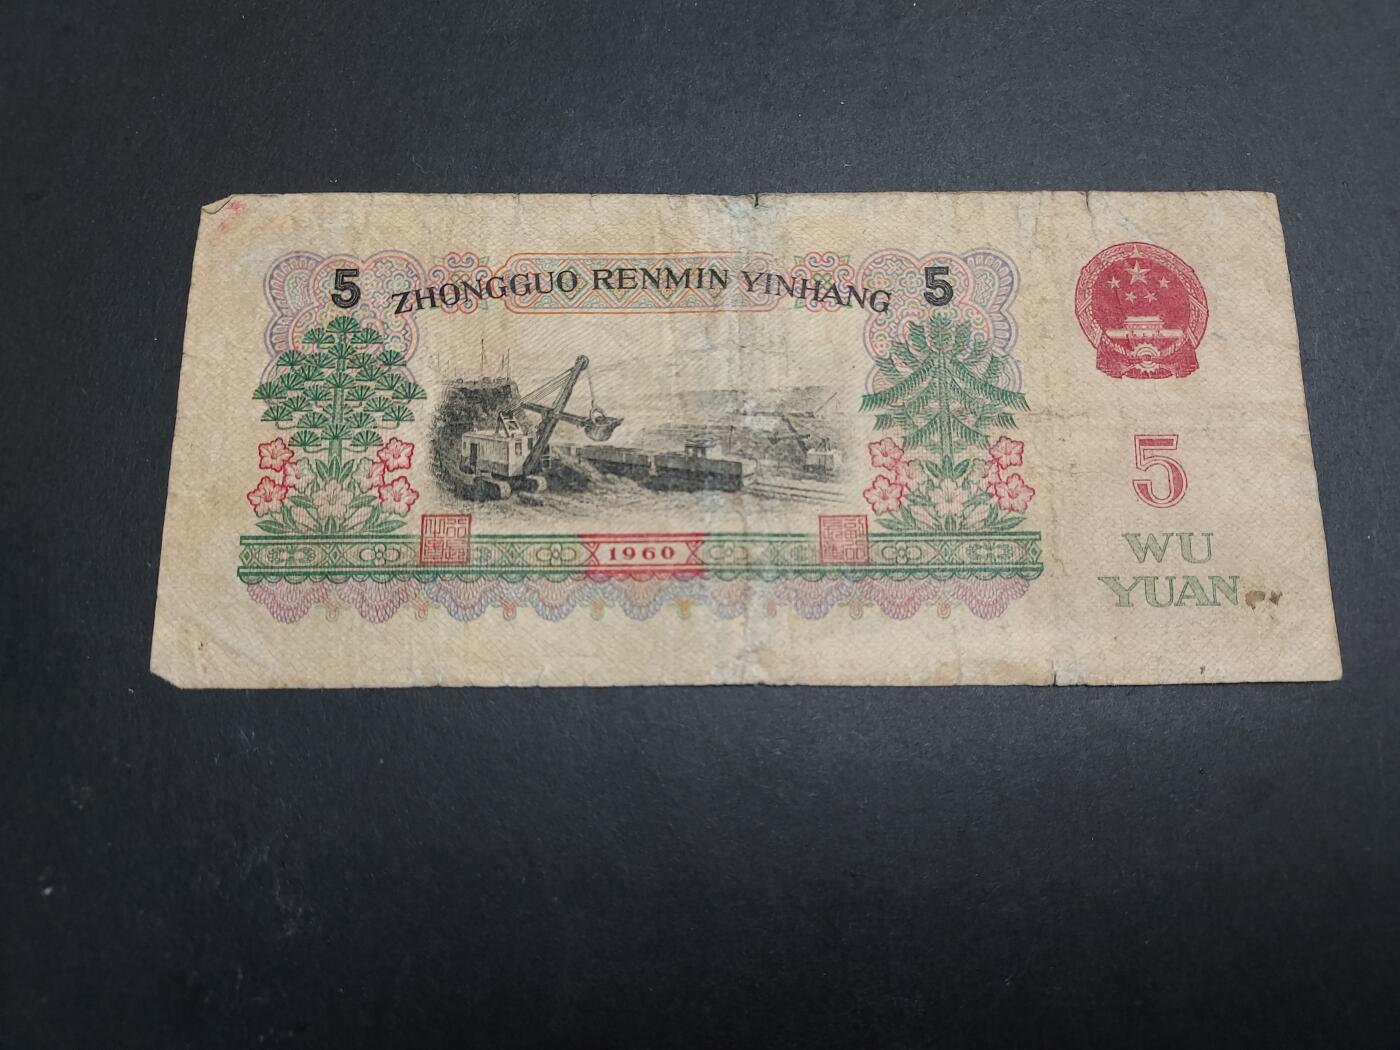 5 ZHONGGUO RENMIN YINHANG 5
5
1960
WU
YUAN